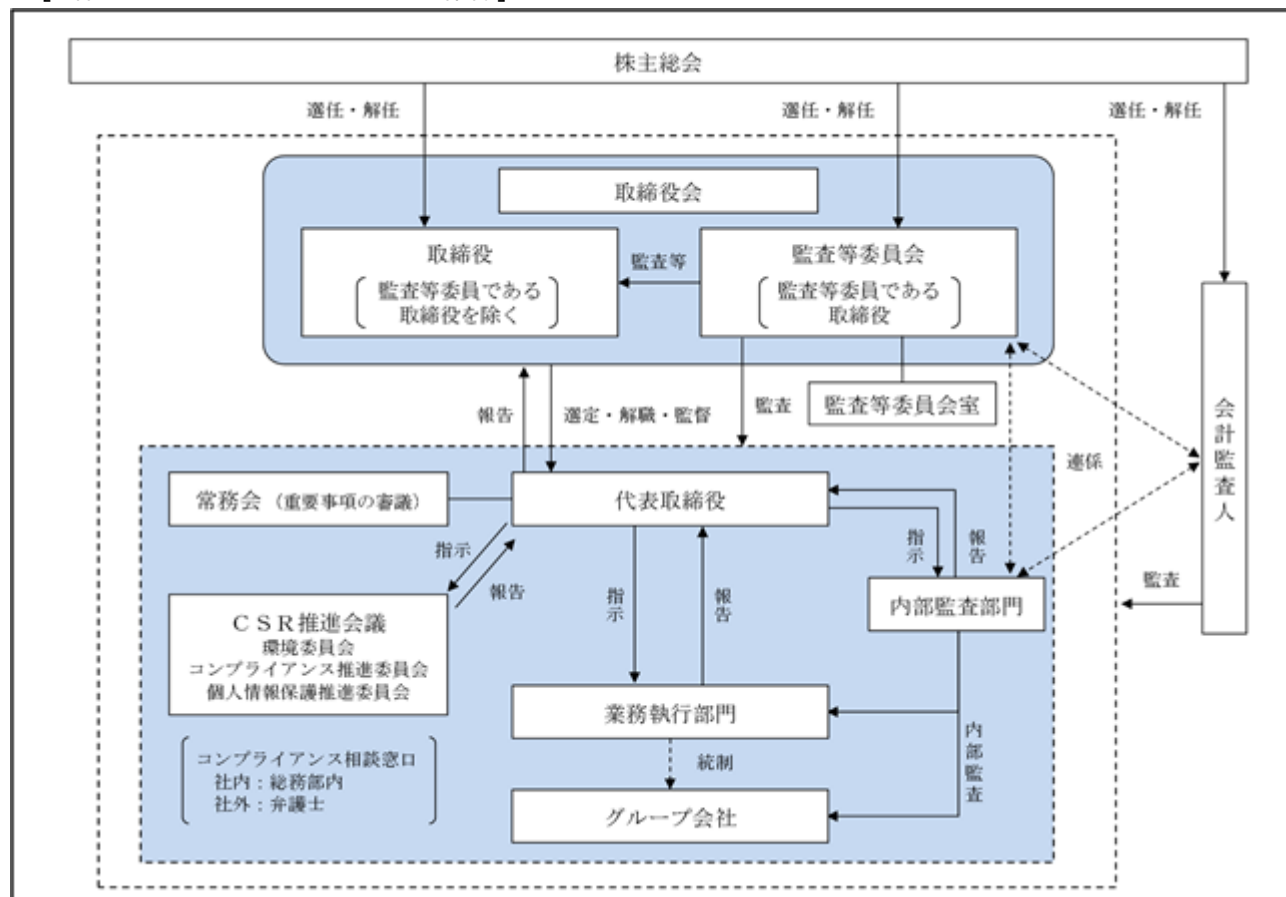 株主総会
選任・解任
選任・解任
選任・解任
取締役会
取締役
監査等委員である
取締役を除く
監査等
監査等委員会
監査等委員である
取締役
報告
選定・解職・監督
監査
監査等委員会室
連係
会計監査人
監査
常務会（重要事項の審議）
代表取締役
指示
報告
指示
報告
指示
報告
内部監査部門
ＣＳＲ推進会議
環境委員会
コンプライアンス推進委員会
個人情報保護推進委員会
業務執行部門
コンプライアンス相談窓口
社内：総務部内
社外：弁護士
統制
内部監査
グループ会社